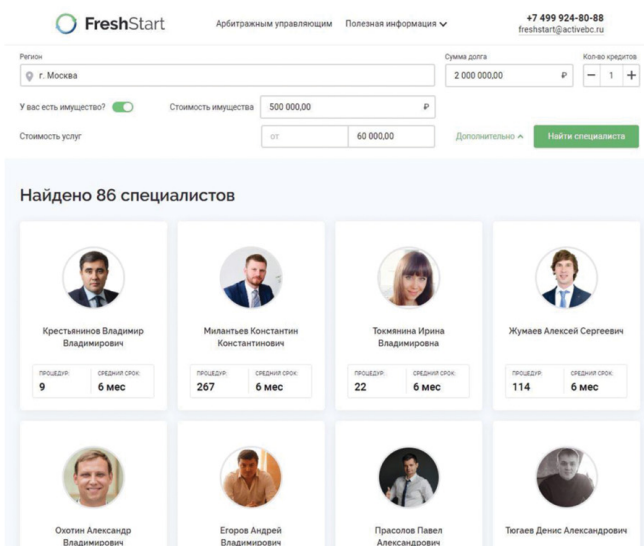 FreshStart
Арбитражным управляющим Полезная информация
+7 499 924-80-88
freshstart@activebc.ru
Регион Сумма долга Кол-во кредитов
г. Москва 2 000 000,00 ₽ − 1 +
У вас есть имущество? Стоимость имущества 500 000,00 ₽
Стоимость услуг от 60 000,00 Дополнительно Найти специалиста
Найдено 86 специалистов
Крестьянинов Владимир
Владимирович
ПРОЦЕДУР: СРЕДНИЙ СРОК:
9 6 мес
Милантьев Константин
Константинович
ПРОЦЕДУР: СРЕДНИЙ СРОК:
267 6 мес
Токмянина Ирина
Владимировна
ПРОЦЕДУР: СРЕДНИЙ СРОК:
22 6 мес
Жумаев Алексей Сергеевич
ПРОЦЕДУР: СРЕДНИЙ СРОК:
114 6 мес
Охотин Александр
Владимирович
Егоров Андрей
Владимирович
Прасолов Павел
Александрович
Тюгаев Денис Александрович